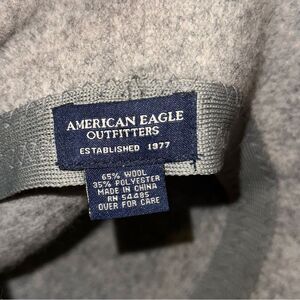 AMERICAN EAGLE
OUTFITTERS
ESTABLISHED 1977
65% WOOL
35% POLYESTER
MADE IN CHINA
RN 54485
OVER FOR CARE